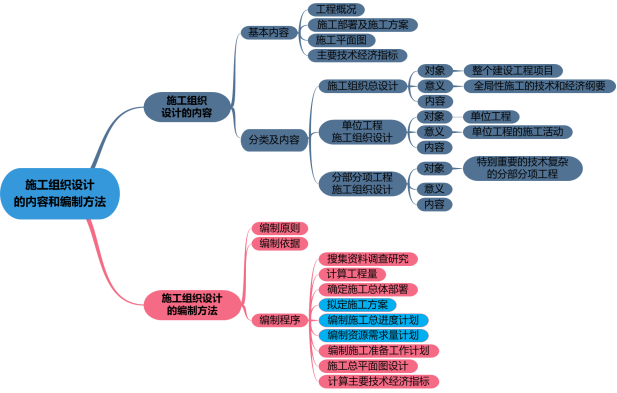 施工组织设计
的内容和编制方法
施工组织
设计的内容
基本内容
工程概况
施工部署及施工方案
施工平面图
主要技术经济指标
分类及内容
施工组织总设计
对象
整个建设工程项目
意义
全局性施工的技术和经济纲要
内容
单位工程
施工组织设计
对象
单位工程
意义
单位工程的施工活动
内容
分部分项工程
施工组织设计
对象
特别重要的技术复杂
的分部分项工程
意义
内容
施工组织设计
的编制方法
编制原则
编制依据
编制程序
搜集资料调查研究
计算工程量
确定施工总体部署
拟定施工方案
编制施工总进度计划
编制资源需求量计划
编制施工准备工作计划
施工总平面图设计
计算主要技术经济指标